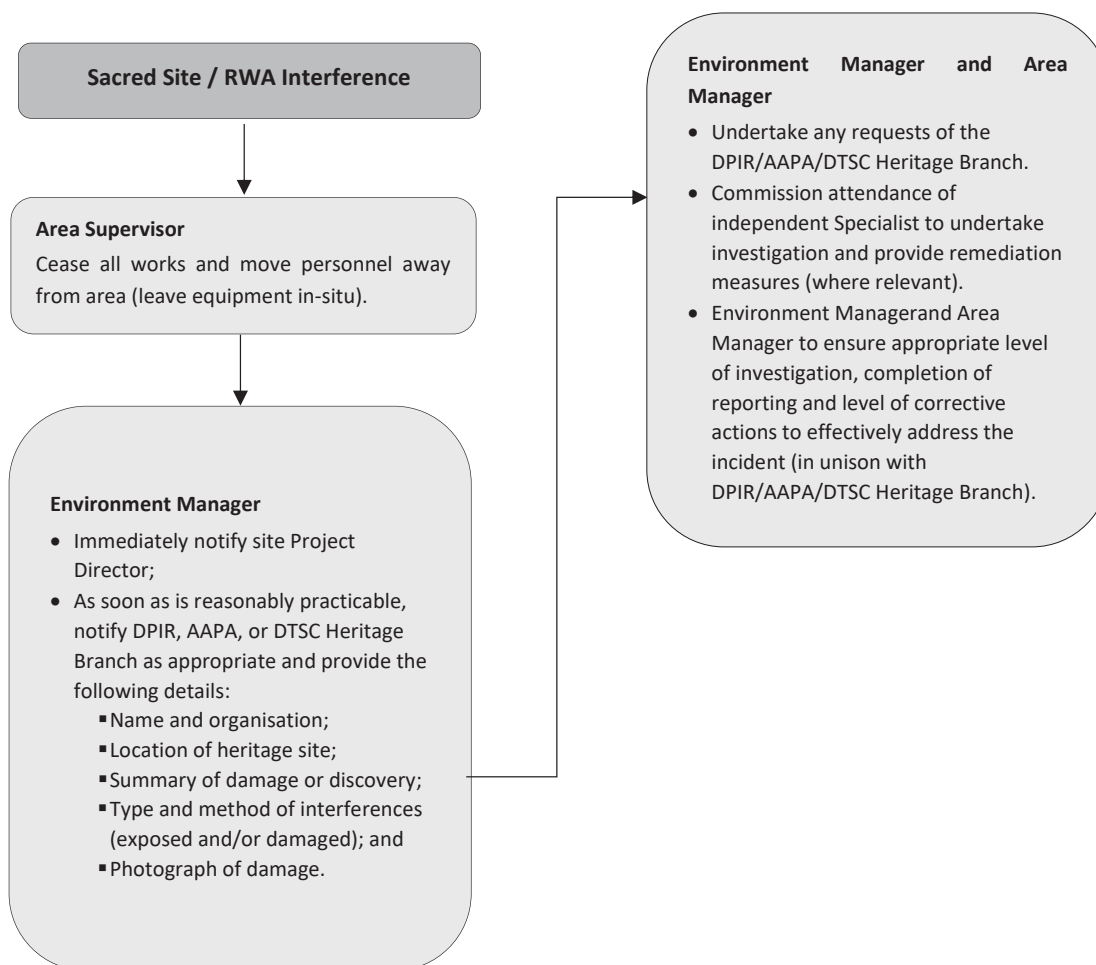 Sacred Site / RWA Interference
Area Supervisor
Cease all works and move personnel away
from area (leave equipment in-situ).
Environment Manager
• Immediately notify site Project
Director;
• As soon as is reasonably practicable,
notify DPIR, AAPA, or DTSC Heritage
Branch as appropriate and provide the
following details:
▪ Name and organisation;
▪ Location of heritage site;
▪ Summary of damage or discovery;
▪ Type and method of interferences
(exposed and/or damaged); and
▪ Photograph of damage.
Environment Manager and Area
Manager
• Undertake any requests of the
DPIR/AAPA/DTSC Heritage Branch.
• Commission attendance of
independent Specialist to undertake
investigation and provide remediation
measures (where relevant).
• Environment Managerand Area
Manager to ensure appropriate level
of investigation, completion of
reporting and level of corrective
actions to effectively address the
incident (in unison with
DPIR/AAPA/DTSC Heritage Branch).